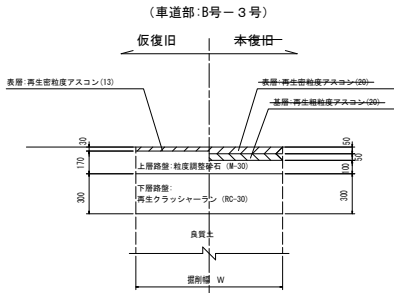 (車道部:B号－3号)
仮復旧
本復旧
表層:再生密粒度アスコン(13)
表層:再生密粒度アスコン(20)
基層:再生粗粒度アスコン(20)
30
50
50
170
100
上層路盤:粒度調整砕石 (M-30)
300
下層路盤:
再生クラッシャーラン (RC-30)
300
良質土
掘削幅 W